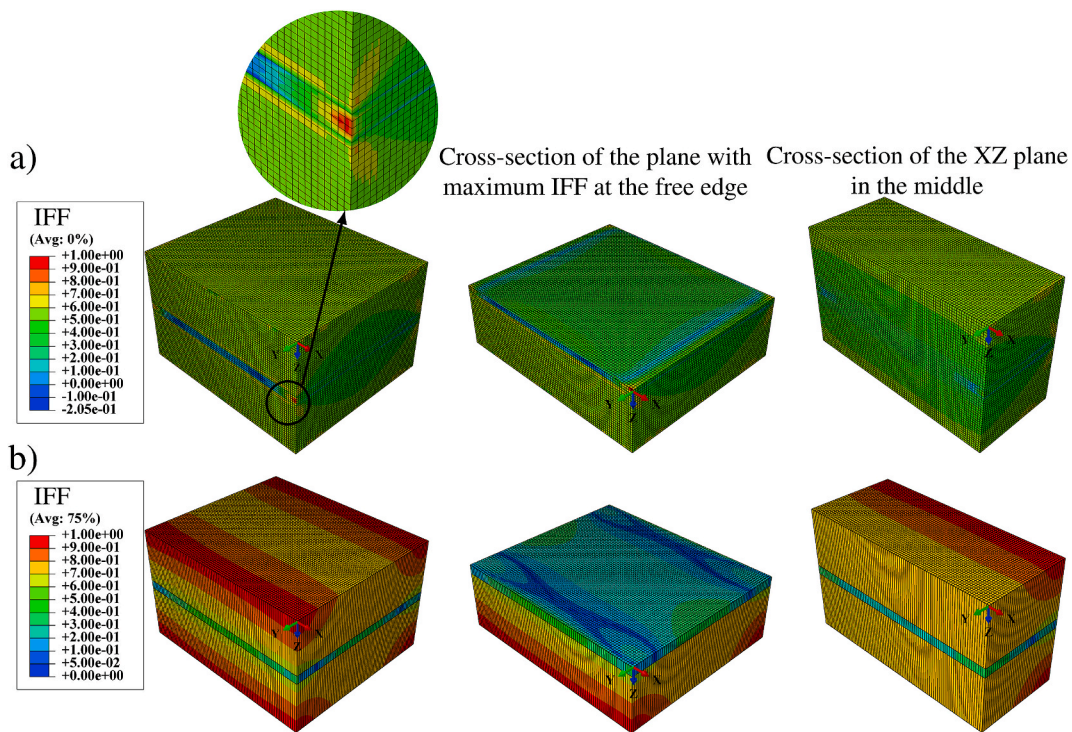 a)
Cross-section of the plane with
maximum IFF at the free edge
Cross-section of the XZ plane
in the middle
IFF
(Avg: 0%)
+1.00e+00
+9.00e-01
+8.00e-01
+7.00e-01
+6.00e-01
+5.00e-01
+4.00e-01
+3.00e-01
+2.00e-01
+1.00e-01
+0.00e+00
-1.00e-01
-2.05e-01
Y X
Z
Y X
Z
Y X
Z
b)
IFF
(Avg: 75%)
+1.00e+00
+9.00e-01
+8.00e-01
+7.00e-01
+6.00e-01
+5.00e-01
+4.00e-01
+3.00e-01
+2.00e-01
+1.00e-01
+5.00e-02
+0.00e+00
Y X
Z
Y X
Z
Y X
Z